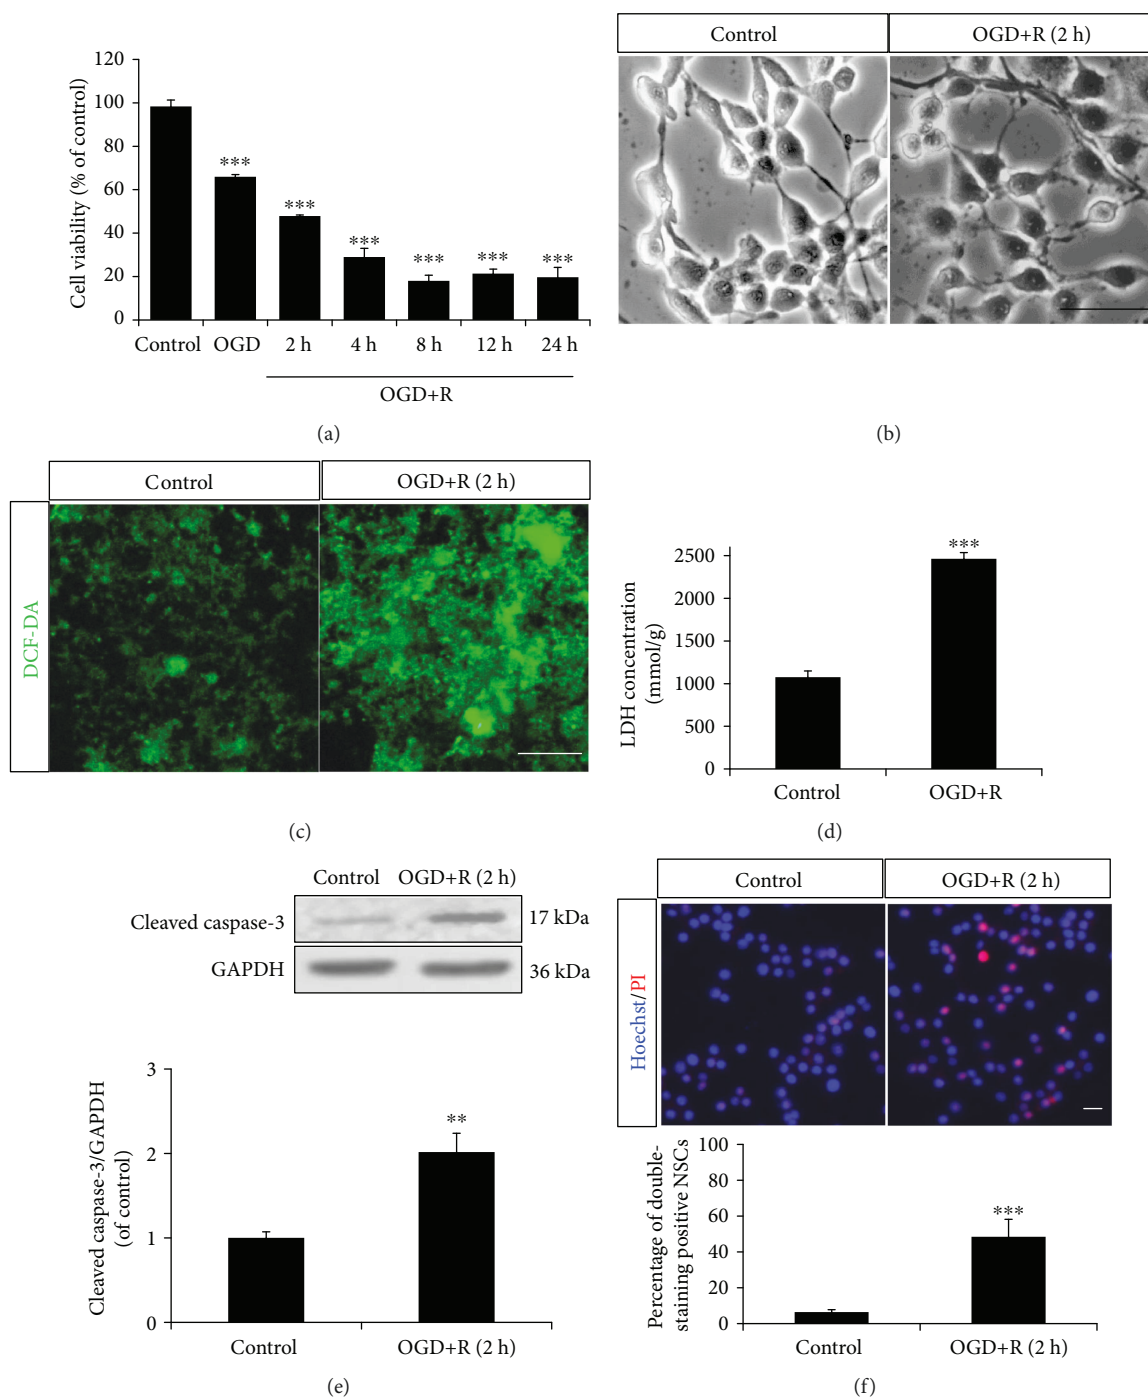 Cell viability (% of control)
120
100
80
60
40
20
0
***
***
***
***
***
***
Control OGD 2 h 4 h 8 h 12 h 24 h
OGD+R
(a)
Control OGD+R (2 h)
(b)
Control OGD+R (2 h)
DCF-DA
(c)
LDH concentration
(mmol/g)
2500
2000
1500
1000
500
0
***
Control OGD+R
(d)
Control OGD+R (2 h)
Cleaved caspase-3 17 kDa
GAPDH 36 kDa
Cleaved caspase-3/GAPDH
(of control)
3
2
1
0
**
Control OGD+R (2 h)
(e)
Control OGD+R (2 h)
Hoechst/PI
Percentage of double-
staining positive NSCs
100
80
60
40
20
0
***
Control OGD+R (2 h)
(f)